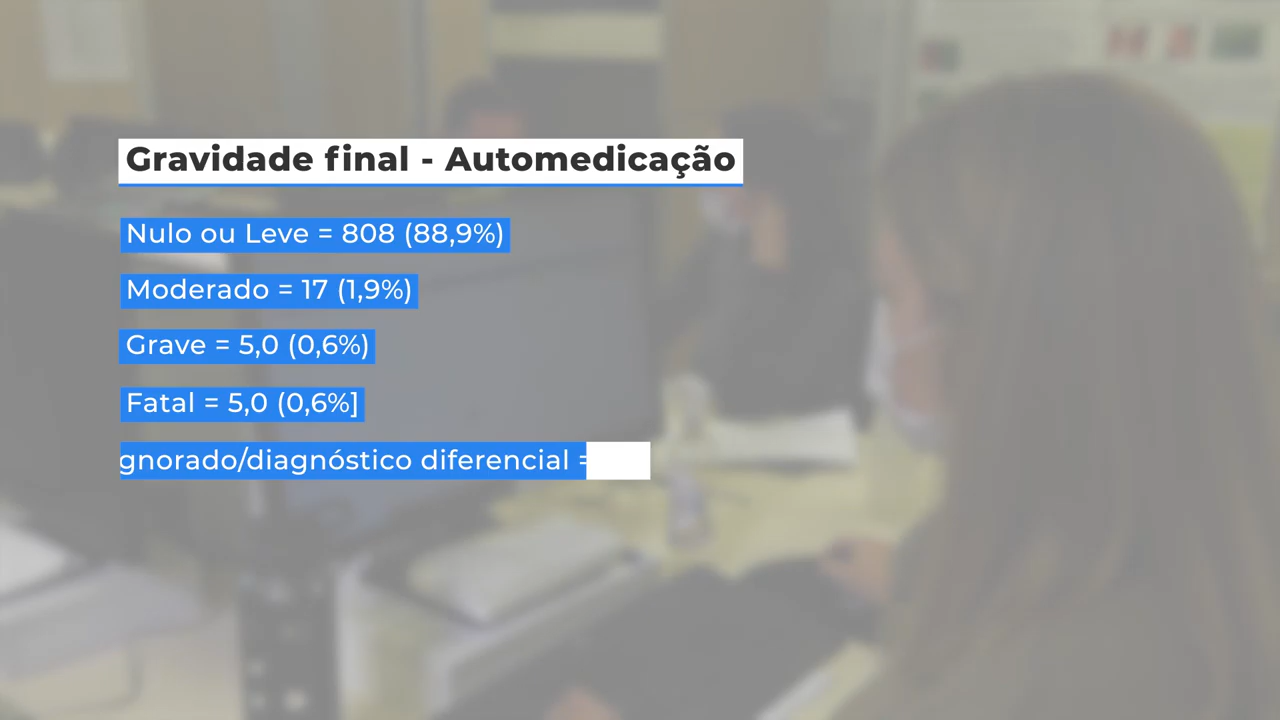 Gravidade final - Automedicação
Nulo ou Leve = 808 (88,9%)
Moderado = 17 (1,9%)
Grave = 5,0 (0,6%)
Fatal = 5,0 (0,6%]
gnorado/diagnóstico diferencial =